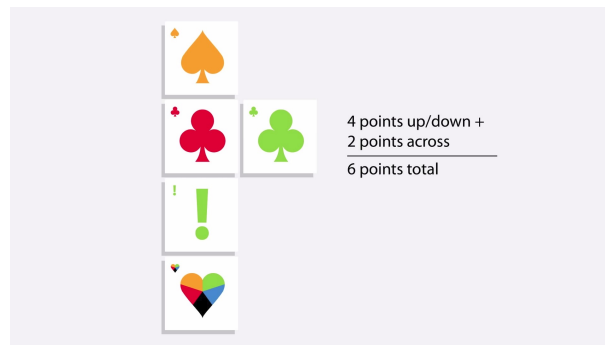 !
!
4 points up/down +
2 points across
6 points total